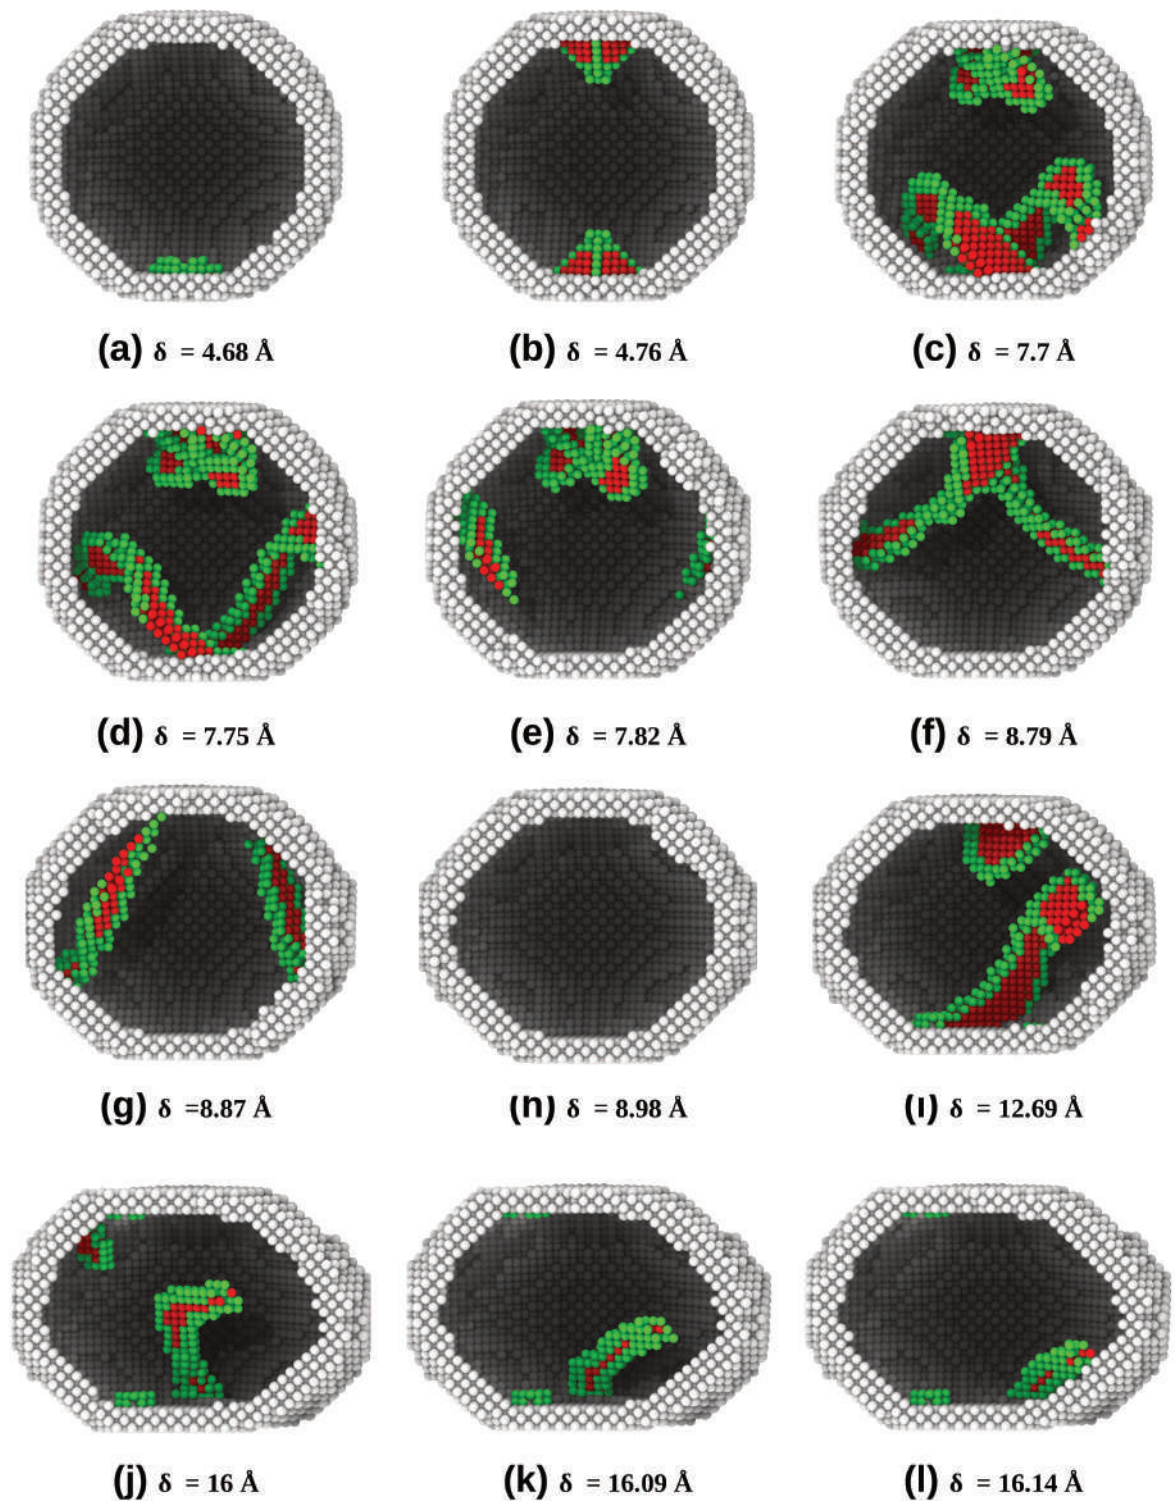 (a) δ = 4.68 Å
(b) δ = 4.76 Å
(c) δ = 7.7 Å
(d) δ = 7.75 Å
(e) δ = 7.82 Å
(f) δ = 8.79 Å
(g) δ =8.87 Å
(h) δ = 8.98 Å
(i) δ = 12.69 Å
(j) δ = 16 Å
(k) δ = 16.09 Å
(l) δ = 16.14 Å